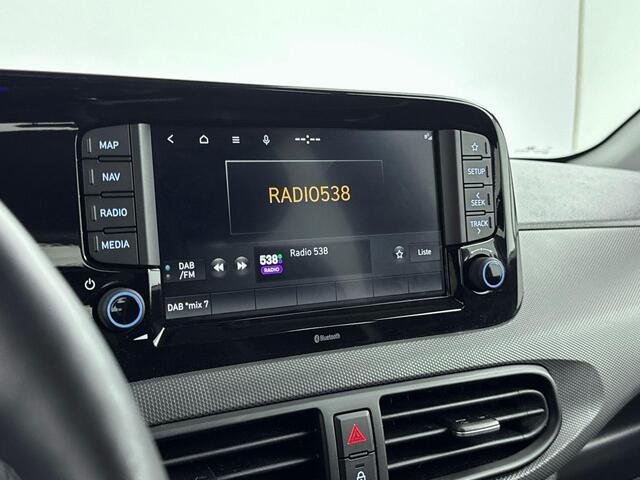 MAP
NAV
RADIO
MEDIA
--:--
RADIO538
DAB
/FM
538
RADIO
Radio 538
Liste
DAB *mix 7
SETUP
SEEK
TRACK
Bluetooth